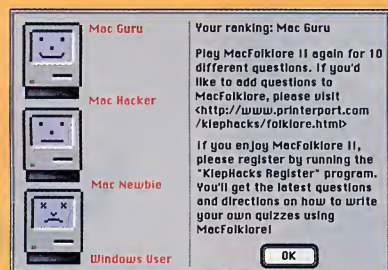 Mac Guru
Mac Hacker
Mac Newbie
Windows User
Your ranking: Mac Guru
Play MacFolklore II again for 10
different questions. If you'd
like to add questions to
MacFolklore, please visit
<http://www.printerport.com
/klephacks/folklore.html>
If you enjoy MacFolklore II,
please register by running the
"KlepHacks Register" program.
You'll get the latest questions
and directions on how to write
your own quizzes using
MacFolklore!
OK